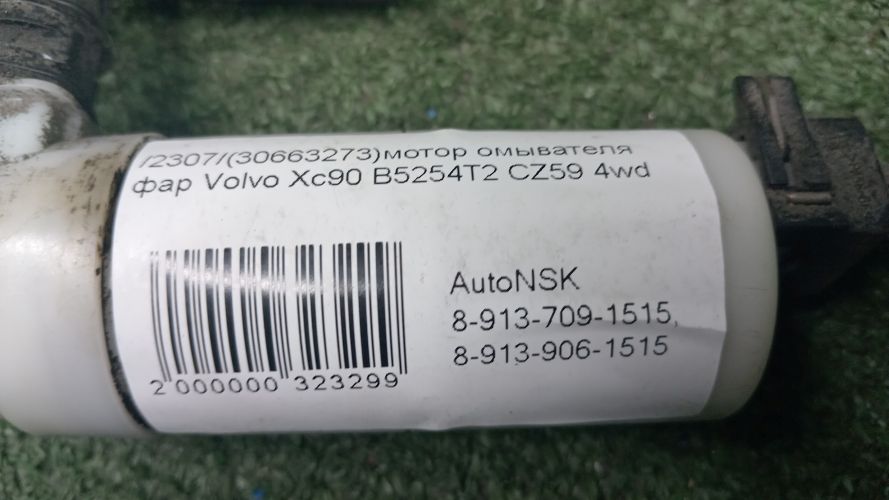 /2307/(30663273)мотор омывателя
фар Volvo Xc90 B5254T2 CZ59 4wd
AutoNSK
8-913-709-1515,
8-913-906-1515
2 000000 323299